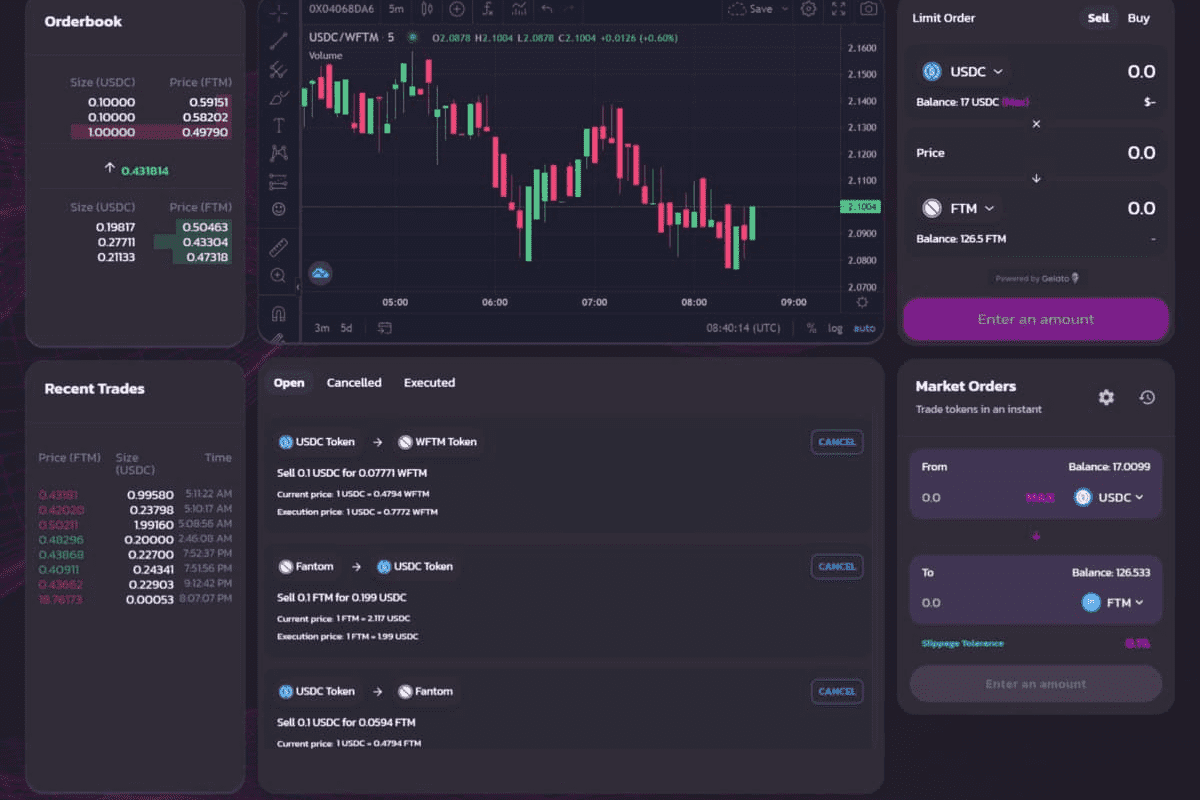 Orderbook
Size (USDC) Price (FTM)
0.10000 0.59151
0.10000 0.58202
1.00000 0.49790
0.431814
Size (USDC) Price (FTM)
0.19817 0.50463
0.27711 0.43304
0.21133 0.47318
0X04068DA6 5m Save
USDC/WFTM · 5 O2.0878 H2.1004 L2.0878 C2.1004 +0.0126 (+0.60%)
Volume
2.1600
2.1500
2.1400
2.1300
2.1200
2.1100
2.1004
2.0900
2.0800
2.0700
05:00 06:00 07:00 08:00 09:00
3m 5d 08:40:14 (UTC) % log auto
Limit Order Sell Buy
USDC 0.0
Balance: 17 USDC (Max) $-
Price 0.0
FTM 0.0
Balance: 126.5 FTM -
Powered by Gelato
Enter an amount
Recent Trades
Price (FTM) Size (USDC) Time
0.43181 0.99580 5:11:22 AM
0.42020 0.23798 5:10:17 AM
0.50211 1.99160 5:08:56 AM
0.48296 0.20000 2:46:08 AM
0.43868 0.22700 7:52:37 PM
0.40911 0.24341 7:51:56 PM
0.43662 0.22903 9:12:42 PM
18.76173 0.00053 8:07:07 PM
Open Cancelled Executed
USDC Token → WFTM Token CANCEL
Sell 0.1 USDC for 0.07771 WFTM
Current price: 1 USDC = 0.4794 WFTM
Execution price: 1 USDC = 0.7772 WFTM
Fantom → USDC Token CANCEL
Sell 0.1 FTM for 0.199 USDC
Current price: 1 FTM = 2.117 USDC
Execution price: 1 FTM = 1.99 USDC
USDC Token → Fantom CANCEL
Sell 0.1 USDC for 0.0594 FTM
Current price: 1 USDC = 0.4794 FTM
Market Orders
Trade tokens in an instant
From Balance: 17.0099
0.0 MAX USDC
To Balance: 126.533
0.0 FTM
Slippage Tolerance 0.1%
Enter an amount